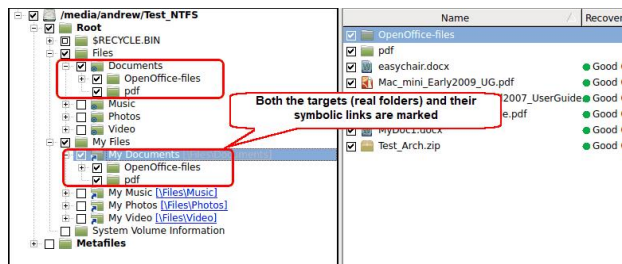 /media/andrew/Test_NTFS
Root
$RECYCLE.BIN
Files
Documents
OpenOffice-files
pdf
Music
Photos
Video
My Files
My Documents
OpenOffice-files
pdf
My Music [\Files\Music]
My Photos [\Files\Photos]
My Video [\Files\Video]
System Volume Information
Metafiles
Both the targets (real folders) and their
symbolic links are marked
Name Recover
OpenOffice-files
pdf
easychair.docx Good
Mac_mini_Early2009_UG.pdf Good
2007_UserGuide Good
e.pdf Good
MyDoc1.docx Good
Test_Arch.zip Good